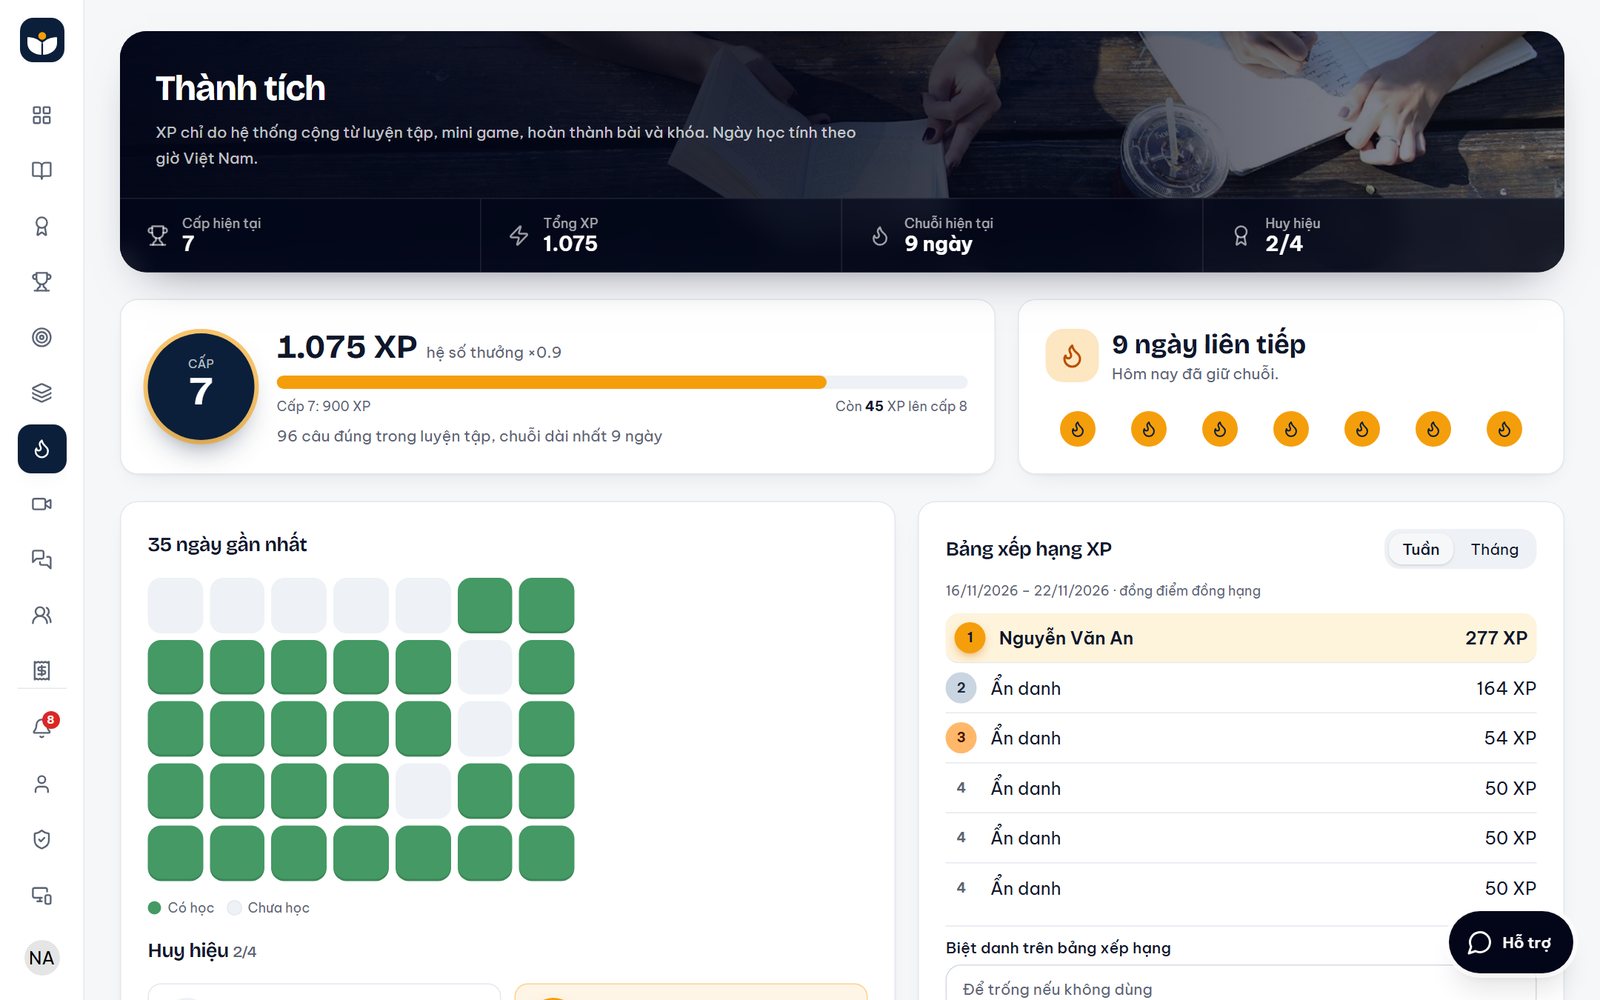 Thành tích
XP chỉ do hệ thống cộng từ luyện tập, mini game, hoàn thành bài và khóa. Ngày học tính theo
giờ Việt Nam.
Cấp hiện tại
7
Tổng XP
1.075
Chuỗi hiện tại
9 ngày
Huy hiệu
2/4
CẤP
7
1.075 XP hệ số thưởng ×0.9
Cấp 7: 900 XP
Còn 45 XP lên cấp 8
96 câu đúng trong luyện tập, chuỗi dài nhất 9 ngày
9 ngày liên tiếp
Hôm nay đã giữ chuỗi.
35 ngày gần nhất
Có học
Chưa học
Huy hiệu 2/4
Bảng xếp hạng XP
Tuần
Tháng
16/11/2026 – 22/11/2026 · đồng điểm đồng hạng
1 Nguyễn Văn An 277 XP
2 Ẩn danh 164 XP
3 Ẩn danh 54 XP
4 Ẩn danh 50 XP
4 Ẩn danh 50 XP
4 Ẩn danh 50 XP
Biệt danh trên bảng xếp hạng
Để trống nếu không dùng
Hỗ trợ
8
NA